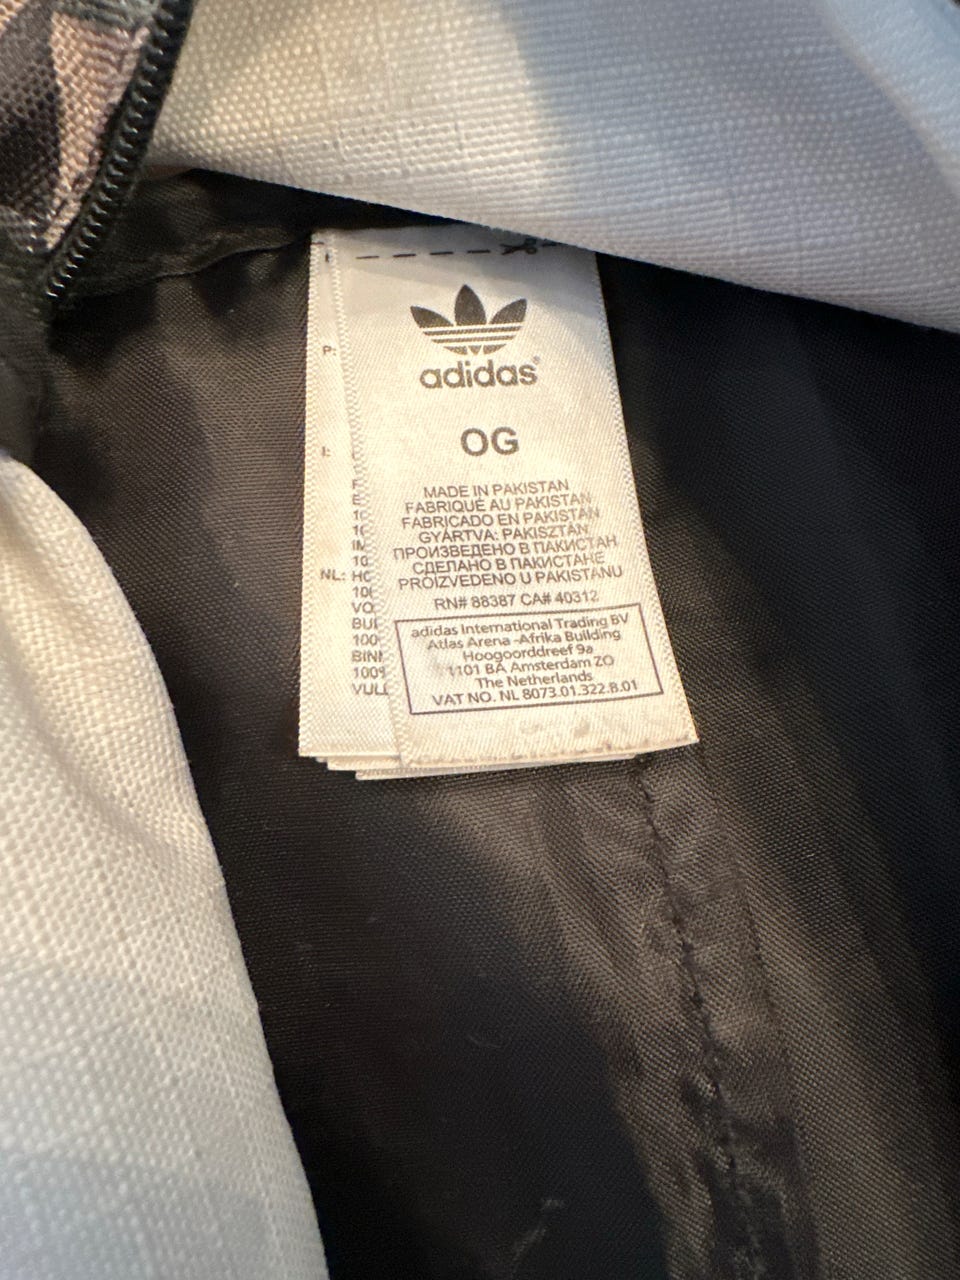 adidas®
OG
MADE IN PAKISTAN
FABRIQUÉ AU PAKISTAN
FABRICADO EN PAKISTAN
GYÁRTVA: PAKISZTÁN
ПРОИЗВЕДЕНО В ПАКИСТАН
СДЕЛАНО В ПАКИСТАНЕ
PROIZVEDENO U PAKISTANU
RN# 88387 CA# 40312
adidas International Trading BV
Atlas Arena -Afrika Building
Hoogoorddreef 9a
1101 BA Amsterdam ZO
The Netherlands
VAT NO. NL 8073.01.322.B.01
P:
I:
NL: